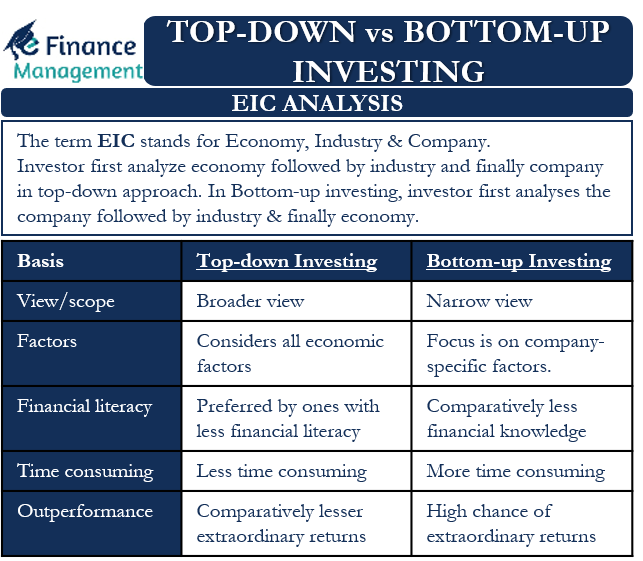 e Finance
Management
TOP-DOWN vs BOTTOM-UP
INVESTING
EIC ANALYSIS
The term EIC stands for Economy, Industry & Company.
Investor first analyze economy followed by industry and finally company
in top-down approach. In Bottom-up investing, investor first analyses the
company followed by industry & finally economy.
Basis Top-down Investing Bottom-up Investing
View/scope Broader view Narrow view
Factors Considers all economic factors Focus is on company-specific factors.
Financial literacy Preferred by ones with less financial literacy Comparatively less financial knowledge
Time consuming Less time consuming More time consuming
Outperformance Comparatively lesser extraordinary returns High chance of extraordinary returns